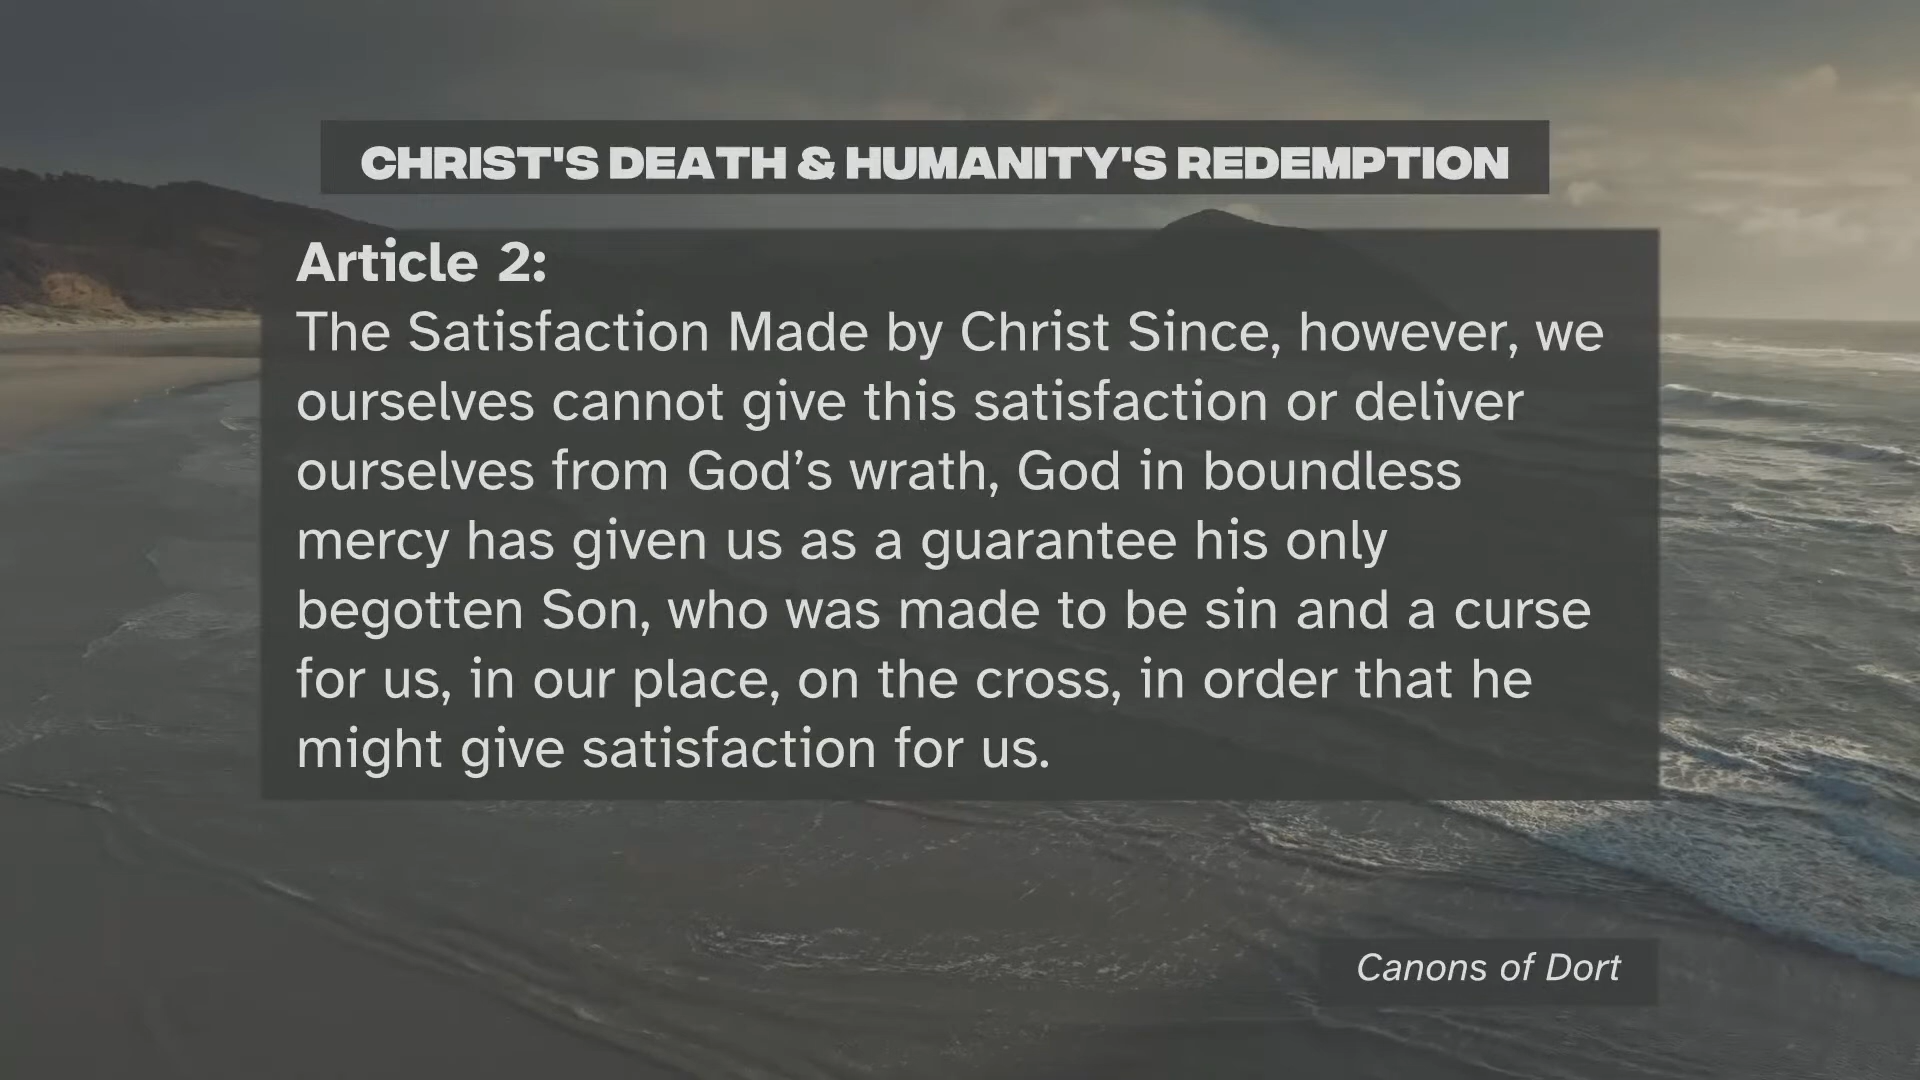 CHRIST'S DEATH & HUMANITY'S REDEMPTION
Article 2:
The Satisfaction Made by Christ Since, however, we
ourselves cannot give this satisfaction or deliver
ourselves from God’s wrath, God in boundless
mercy has given us as a guarantee his only
begotten Son, who was made to be sin and a curse
for us, in our place, on the cross, in order that he
might give satisfaction for us.
Canons of Dort